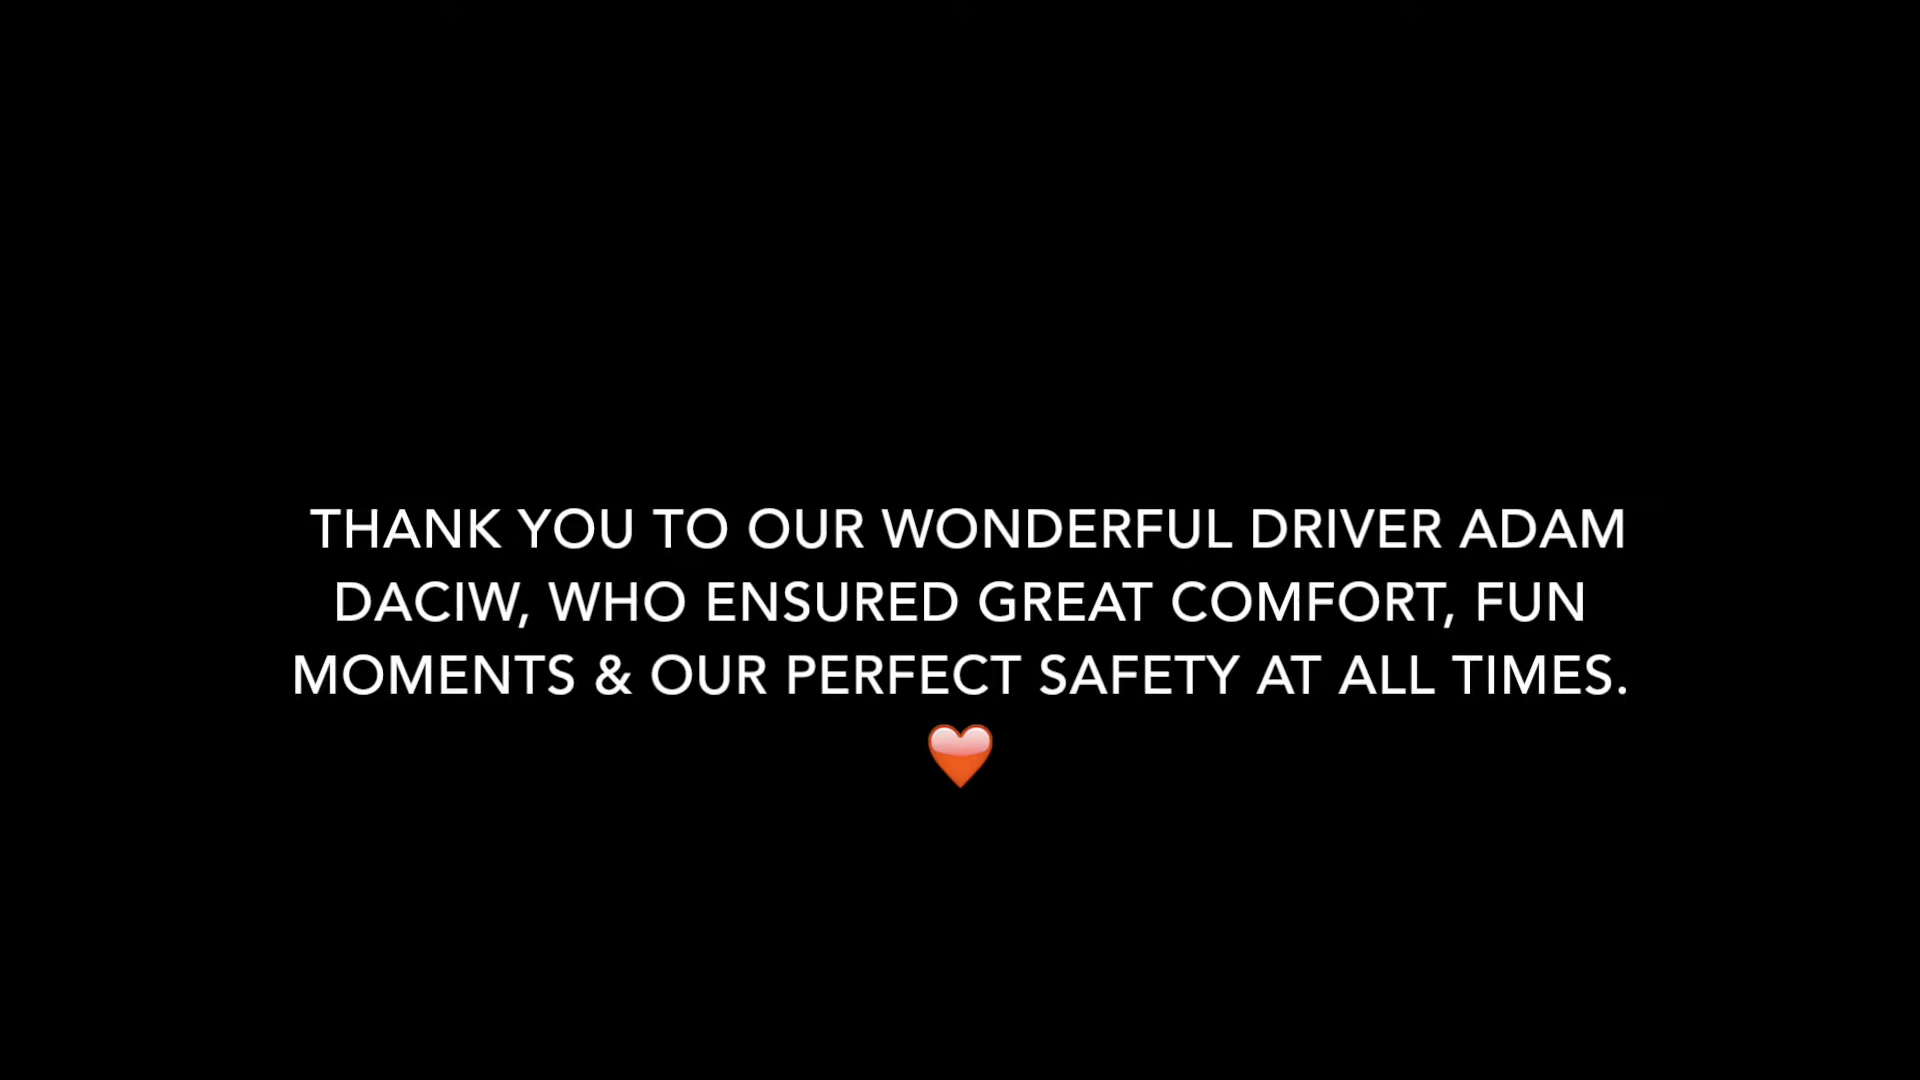 THANK YOU TO OUR WONDERFUL DRIVER ADAM
DACIW, WHO ENSURED GREAT COMFORT, FUN
MOMENTS & OUR PERFECT SAFETY AT ALL TIMES.